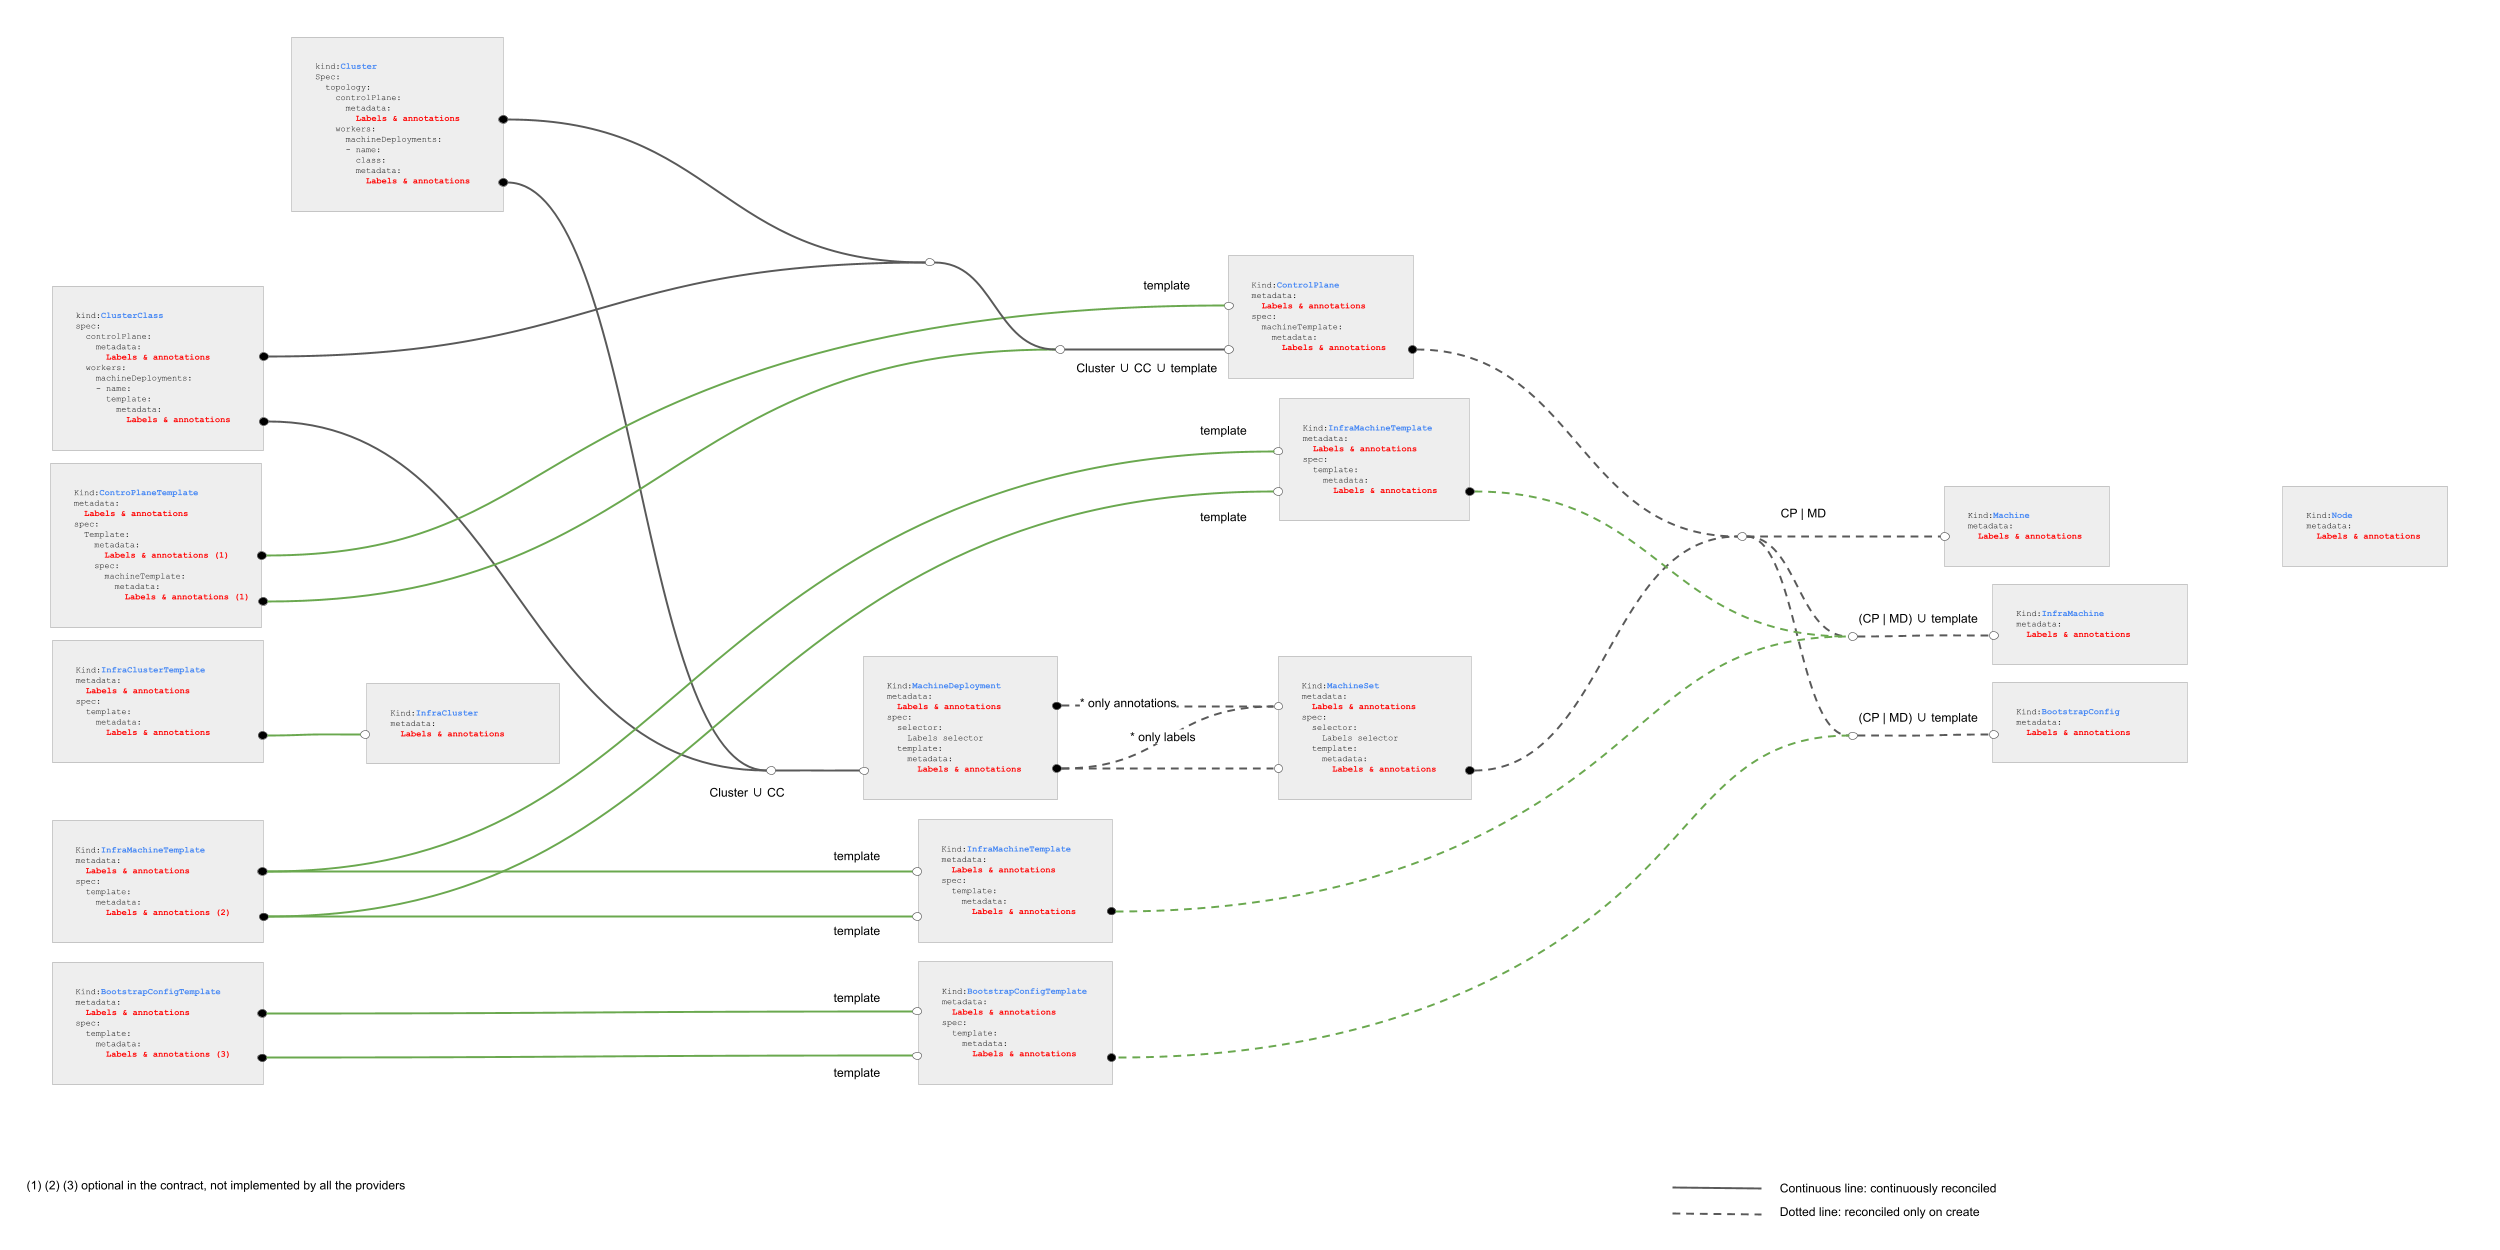 kind:Cluster
Spec:
topology:
controlPlane:
metadata:
Labels & annotations
workers:
machineDeployments:
- name:
class:
metadata:
Labels & annotations
kind:ClusterClass
spec:
controlPlane:
metadata:
Labels & annotations
workers:
machineDeployments:
- name:
template:
metadata:
Labels & annotations
Kind:ControPlaneTemplate
metadata:
Labels & annotations
spec:
Template:
metadata:
Labels & annotations (1)
spec:
machineTemplate:
metadata:
Labels & annotations (1)
Kind:InfraClusterTemplate
metadata:
Labels & annotations
spec:
template:
metadata:
Labels & annotations
Kind:InfraCluster
metadata:
Labels & annotations
Kind:InfraMachineTemplate
metadata:
Labels & annotations
spec:
template:
metadata:
Labels & annotations (2)
Kind:BootstrapConfigTemplate
metadata:
Labels & annotations
spec:
template:
metadata:
Labels & annotations (3)
template
Cluster ∪ CC ∪ template
Kind:ControlPlane
metadata:
Labels & annotations
spec:
machineTemplate:
metadata:
Labels & annotations
template
template
Kind:InfraMachineTemplate
metadata:
Labels & annotations
spec:
template:
metadata:
Labels & annotations
Cluster ∪ CC
Kind:MachineDeployment
metadata:
Labels & annotations
spec:
selector:
Labels selector
template:
metadata:
Labels & annotations
* only annotations
* only labels
Kind:MachineSet
metadata:
Labels & annotations
spec:
selector:
Labels selector
template:
metadata:
Labels & annotations
template
template
Kind:InfraMachineTemplate
metadata:
Labels & annotations
spec:
template:
metadata:
Labels & annotations
template
template
Kind:BootstrapConfigTemplate
metadata:
Labels & annotations
spec:
template:
metadata:
Labels & annotations
CP | MD
Kind:Machine
metadata:
Labels & annotations
Kind:Node
metadata:
Labels & annotations
(CP | MD) ∪ template
Kind:InfraMachine
metadata:
Labels & annotations
(CP | MD) ∪ template
Kind:BootstrapConfig
metadata:
Labels & annotations
(1) (2) (3) optional in the contract, not implemented by all the providers
Continuous line: continuously reconciled
Dotted line: reconciled only on create